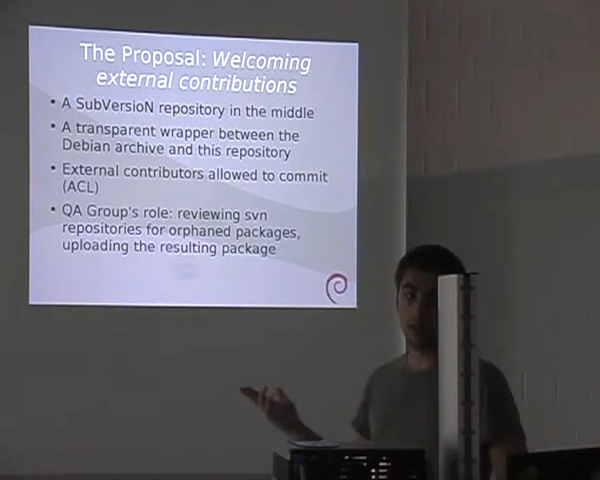 The Proposal: Welcoming
external contributions
• A SubVersioN repository in the middle
• A transparent wrapper between the
Debian archive and this repository
• External contributors allowed to commit
(ACL)
• QA Group's role: reviewing svn
repositories for orphaned packages,
uploading the resulting package